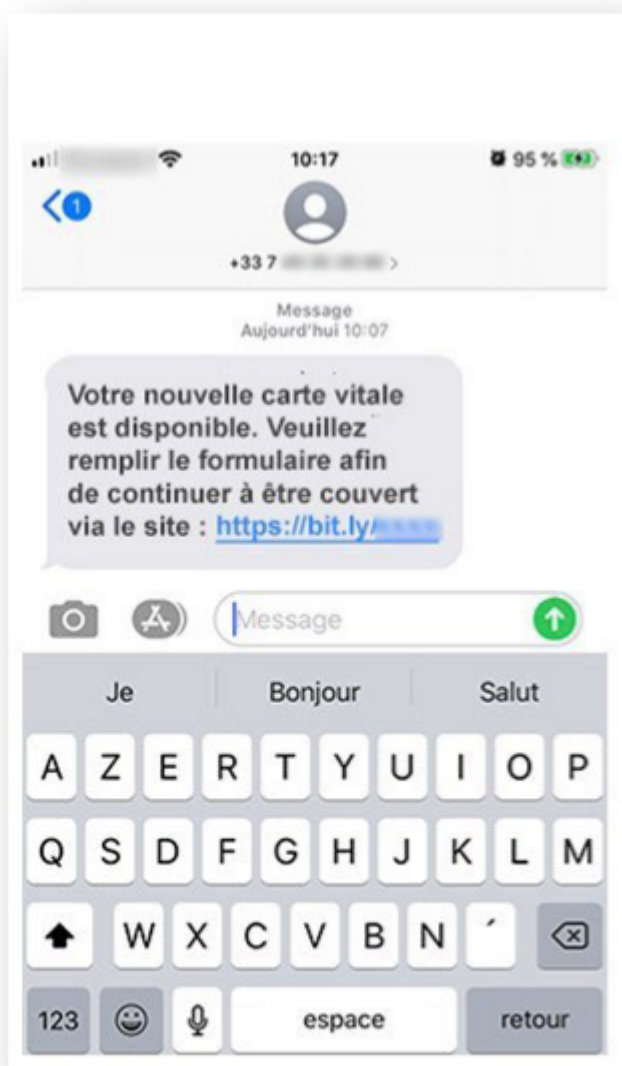 10:17
95 %
1
+33 7
Message
Aujourd'hui 10:07
Votre nouvelle carte vitale
est disponible. Veuillez
remplir le formulaire afin
de continuer à être couvert
via le site : https://bit.ly/
Message
Je Bonjour Salut
A Z E R T Y U I O P
Q S D F G H J K L M
W X C V B N ´
123 espace retour